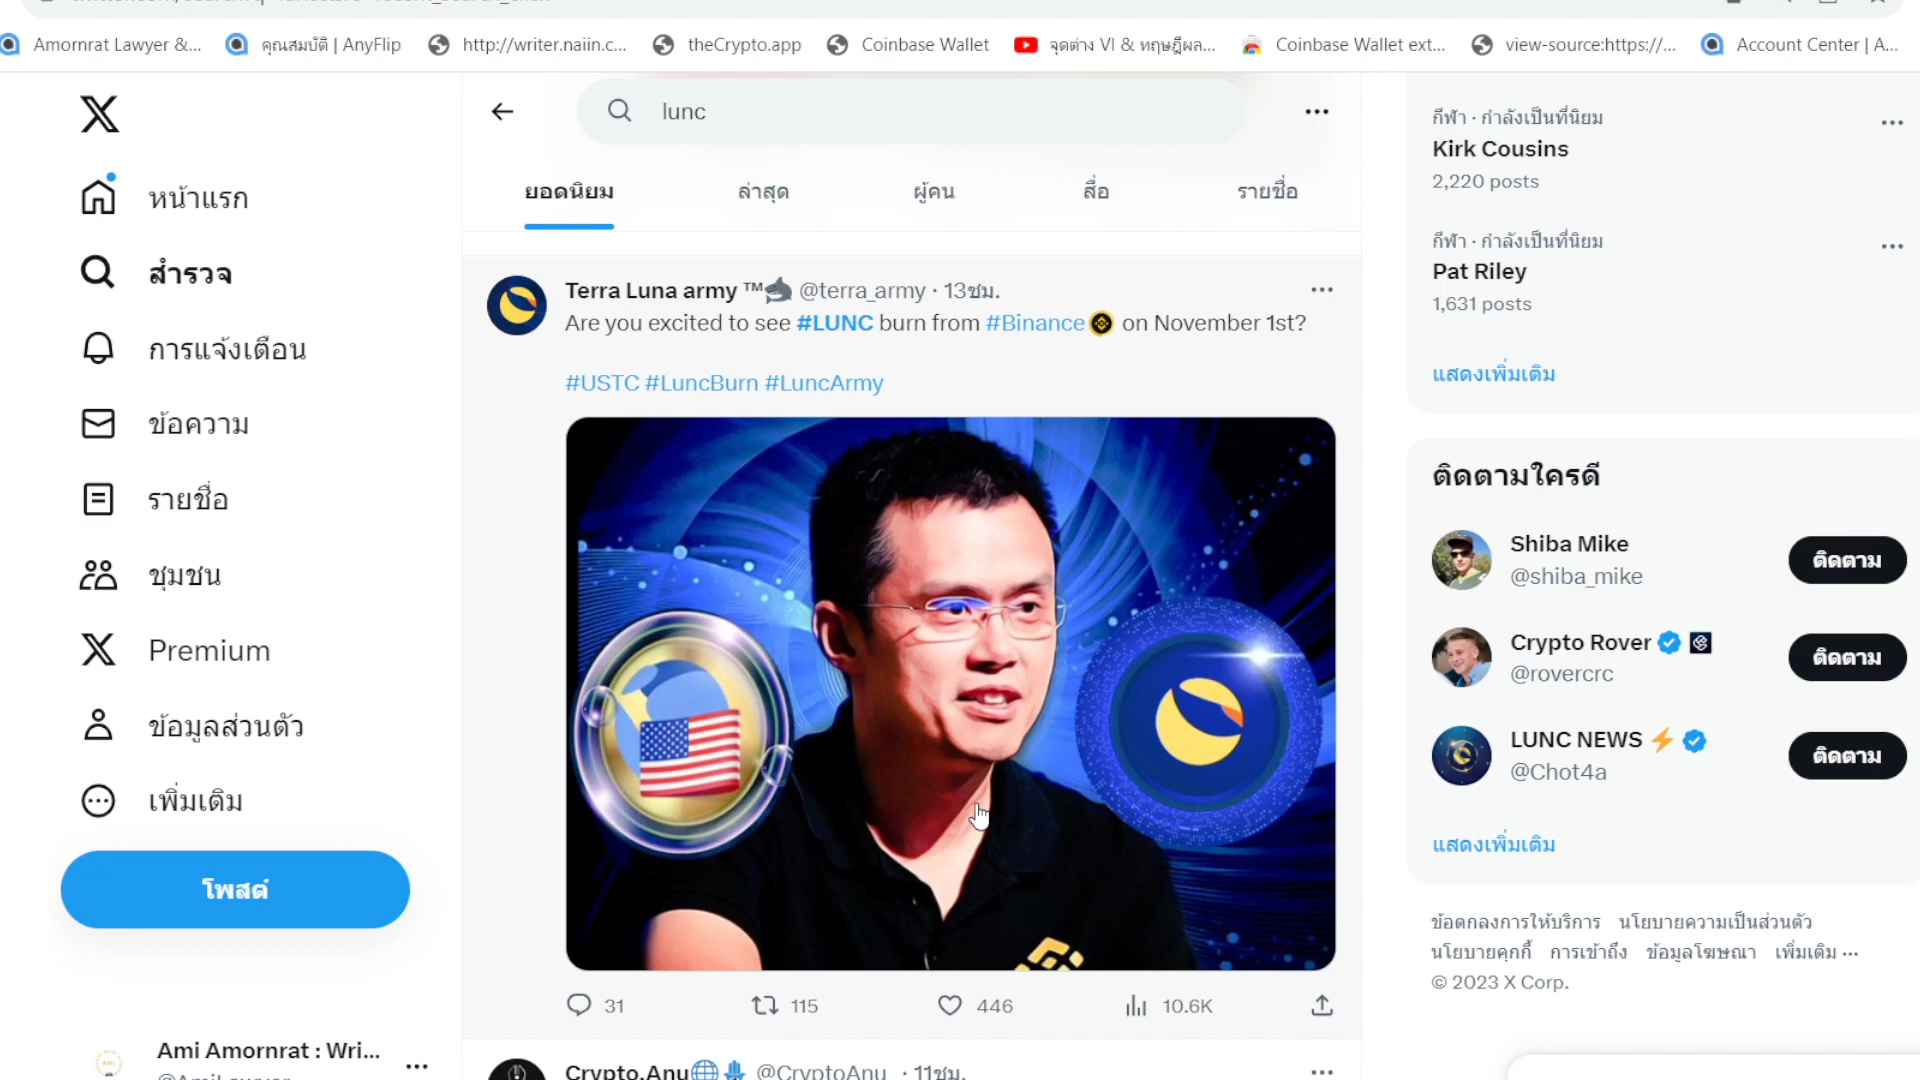 Amornrat Lawyer &...
คุณสมบัติ | AnyFlip
http://writer.naiin.c...
theCrypto.app
Coinbase Wallet
จุดต่าง VI & ทฤษฎีผล...
Coinbase Wallet ext...
view-source:https://...
Account Center | A...
หน้าแรก
สำรวจ
การแจ้งเตือน
ข้อความ
รายชื่อ
ชุมชน
Premium
ข้อมูลส่วนตัว
เพิ่มเติม
โพสต์
Ami Amornrat : Wri...
lunc
ยอดนิยม
ล่าสุด
ผู้คน
สื่อ
รายชื่อ
Terra Luna army ™ @terra_army · 13ชม.
Are you excited to see #LUNC burn from #Binance on November 1st?
#USTC #LuncBurn #LuncArmy
31
115
446
10.6K
Crypto.Anu @CryptoAnu · 11ชม.
กีฬา · กำลังเป็นที่นิยม
Kirk Cousins
2,220 posts
กีฬา · กำลังเป็นที่นิยม
Pat Riley
1,631 posts
แสดงเพิ่มเติม
ติดตามใครดี
Shiba Mike
@shiba_mike
ติดตาม
Crypto Rover
@rovercrc
ติดตาม
LUNC NEWS
@Chot4a
ติดตาม
แสดงเพิ่มเติม
ข้อตกลงการให้บริการ นโยบายความเป็นส่วนตัว
นโยบายคุกกี้ การเข้าถึง ข้อมูลโฆษณา เพิ่มเติม ...
© 2023 X Corp.